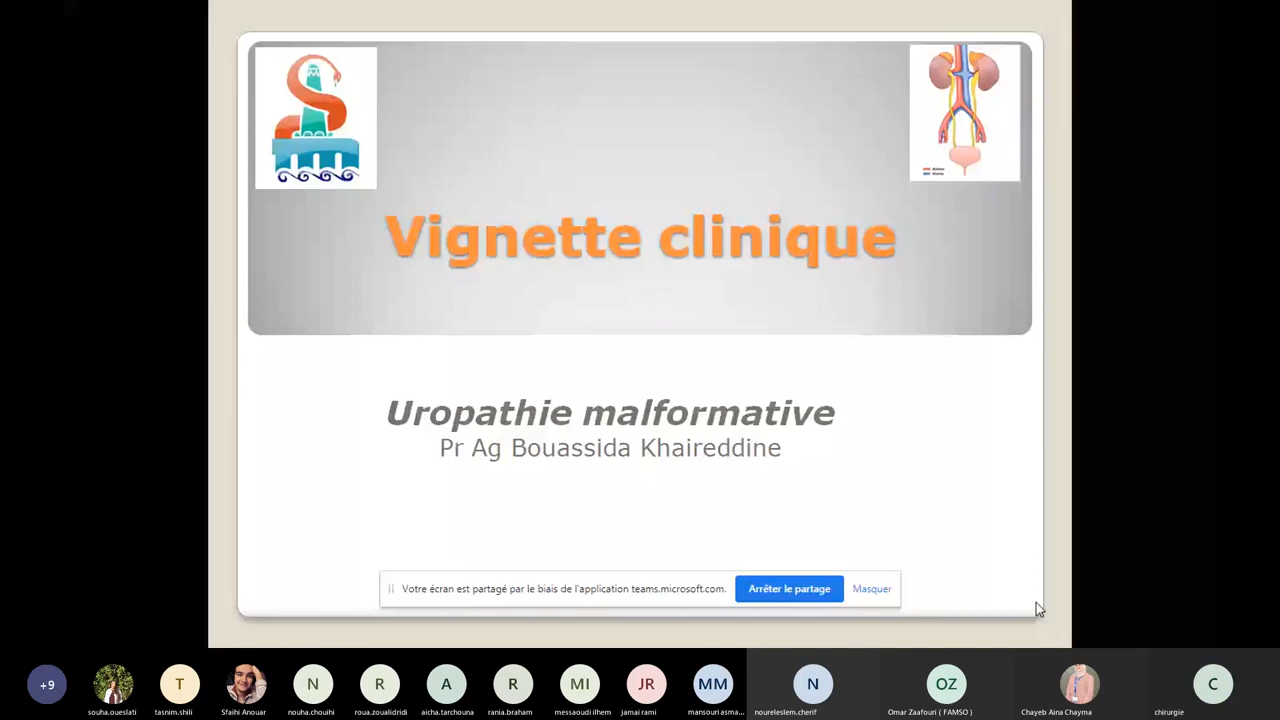 Vignette clinique
Uropathie malformative
Pr Ag Bouassida Khaireddine
Votre écran est partagé par le biais de l'application teams.microsoft.com.
Arrêter le partage
Masquer
+9
T
N
R
A
R
MI
JR
MM
N
OZ
C
souha.oueslati
tasnim.shili
Sfaihi Anouar
nouha.chouihi
roua.zoualidridi
aicha.tarchouna
rania.braham
messaoudi ilhem
jamai rami
mansouri asma...
noureleslem.cherif
Omar Zaafouri ( FAMSO )
Chayeb Aina Chayma
chirurgie